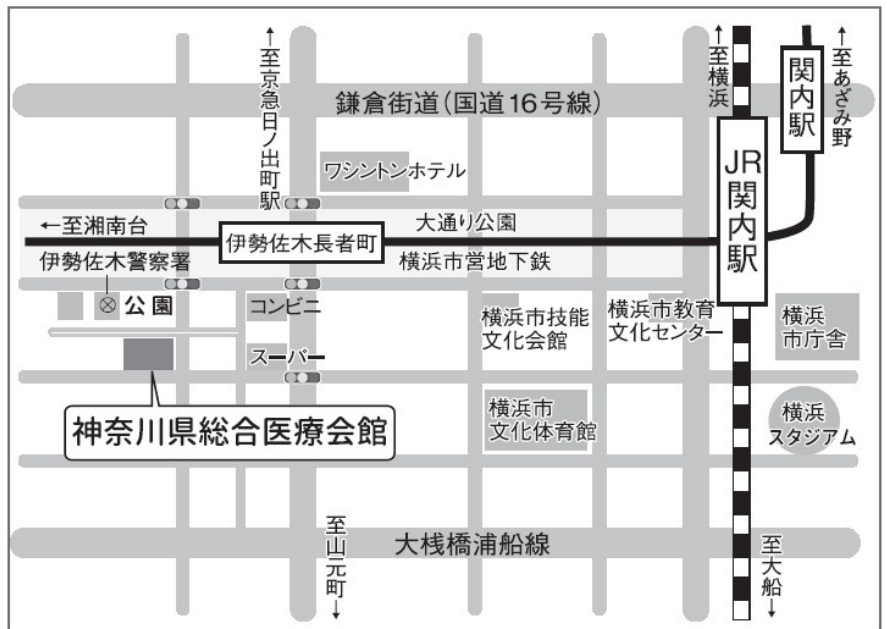 ←至京急日ノ出町駅
←至横浜
関内駅
←至あざみ野
鎌倉街道（国道16号線）
ワシントンホテル
JR関内駅
←至湘南台
大通り公園
伊勢佐木長者町
伊勢佐木警察署
横浜市営地下鉄
公園
コンビニ
横浜市技能
文化会館
横浜市教育
文化センター
横浜
市庁舎
スーパー
神奈川県総合医療会館
横浜市
文化体育館
横浜
スタジアム
至山元町→
大桟橋浦船線
至大船→